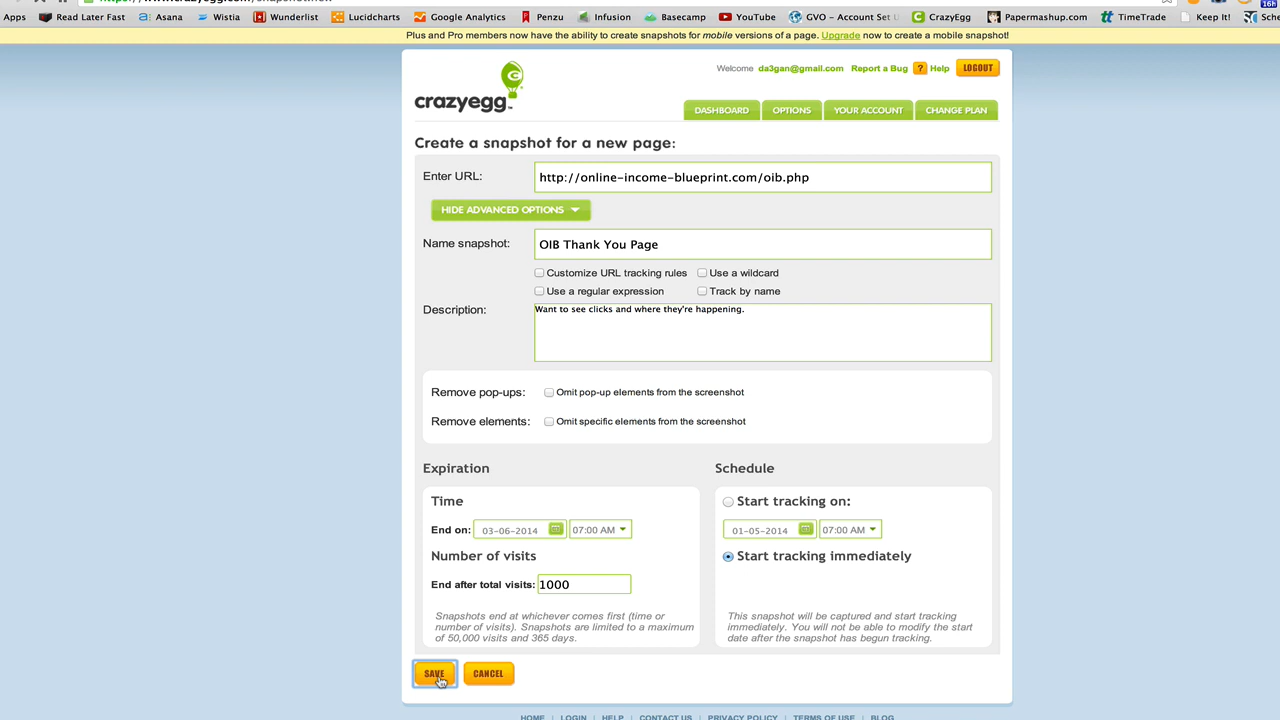 Apps Read Later Fast Asana Wistia Wunderlist Lucidcharts Google Analytics Penzu Infusion Basecamp YouTube GVO – Account Set U CrazyEgg Papermashup.com TimeTrade Keep It!
16h
Plus and Pro members now have the ability to create snapshots for mobile versions of a page. Upgrade now to create a mobile snapshot!
Welcome da3gan@gmail.com Report a Bug ? Help LOGOUT
crazyegg™
DASHBOARD OPTIONS YOUR ACCOUNT CHANGE PLAN
Create a snapshot for a new page:
Enter URL: http://online-income-blueprint.com/oib.php
HIDE ADVANCED OPTIONS
Name snapshot: OIB Thank You Page
Customize URL tracking rules Use a wildcard
Use a regular expression Track by name
Description: Want to see clicks and where they're happening.
Remove pop-ups: Omit pop-up elements from the screenshot
Remove elements: Omit specific elements from the screenshot
Expiration
Time
End on: 03-06-2014 07:00 AM
Number of visits
End after total visits: 1000
Snapshots end at whichever comes first (time or
number of visits). Snapshots are limited to a maximum
of 50,000 visits and 365 days.
Schedule
Start tracking on:
01-05-2014 07:00 AM
Start tracking immediately
This snapshot will be captured and start tracking
immediately. You will not be able to modify the start
date after the snapshot has begun tracking.
SAVE CANCEL
HOME LOGIN HELP CONTACT US PRIVACY POLICY TERMS OF USE BLOG